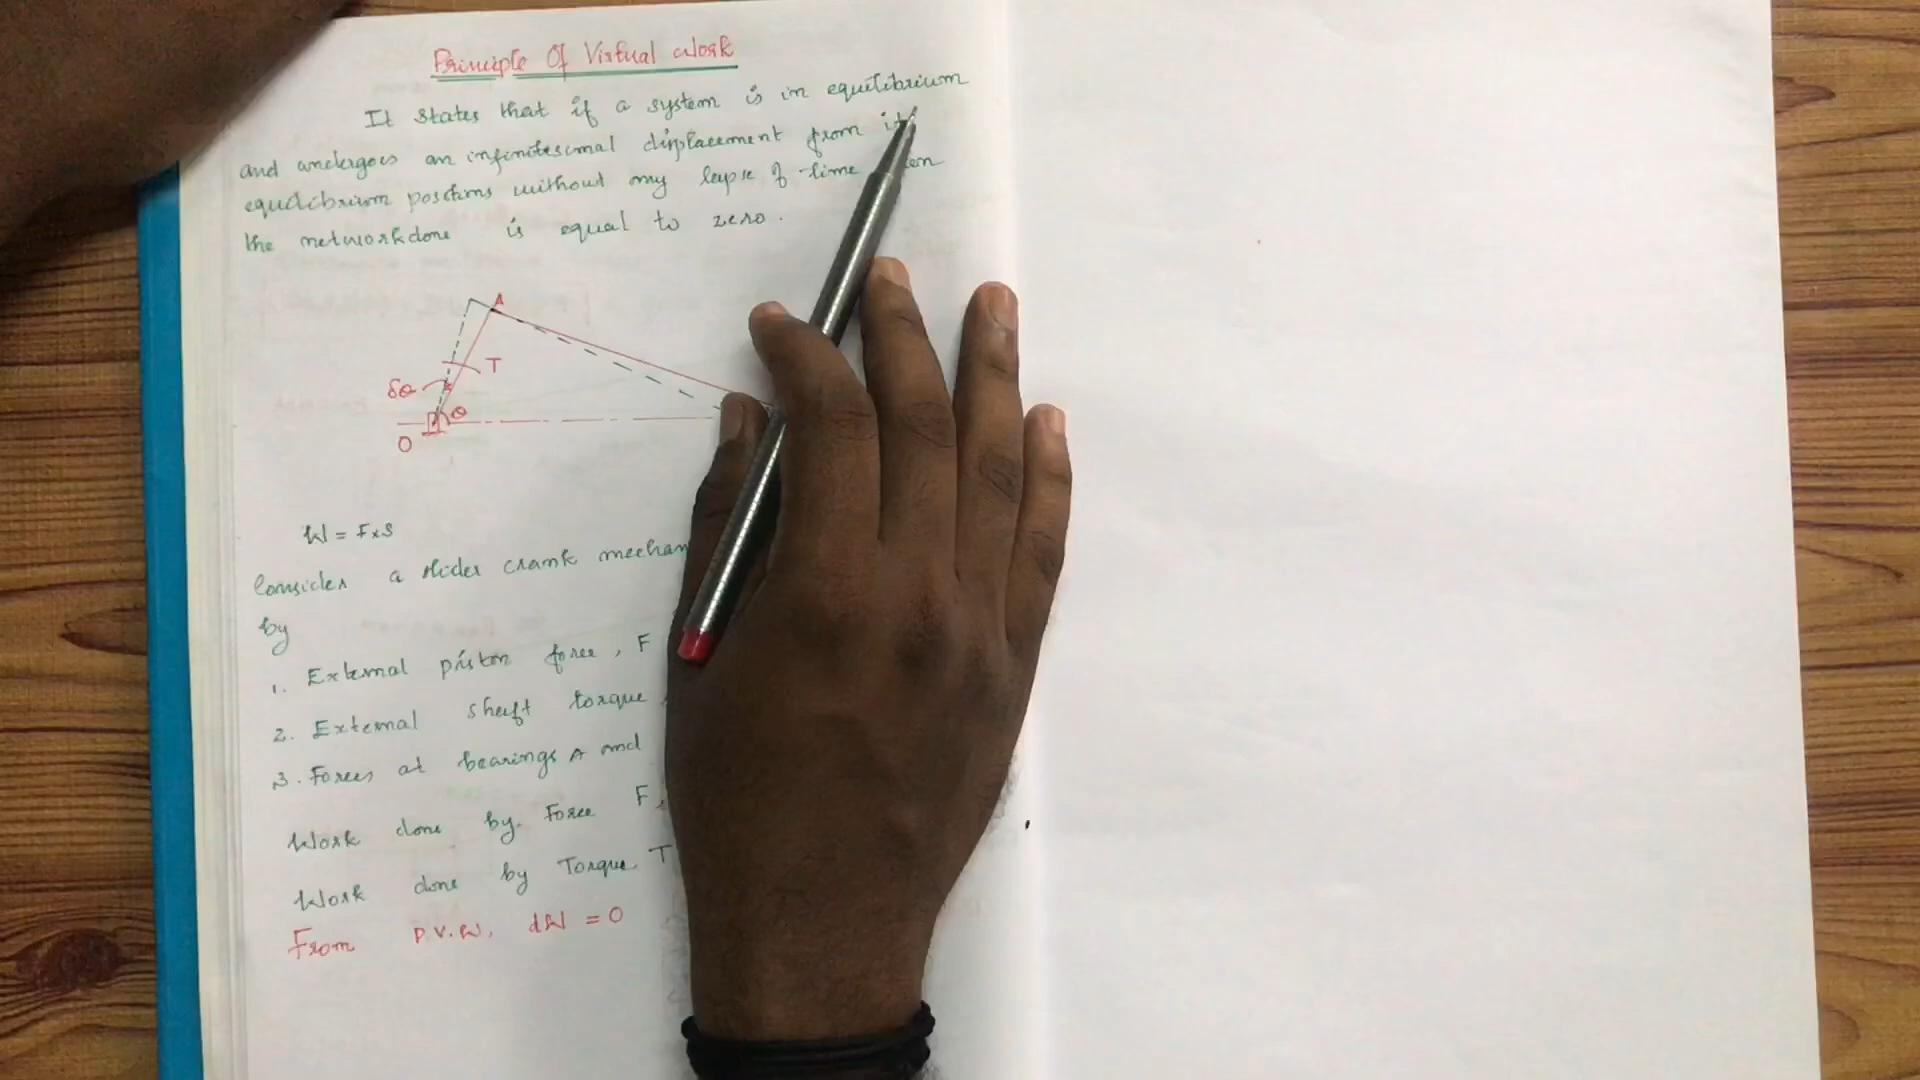 Principle Of Virtual Work
It states that if a system is in equilibrium
and undergoes an infinitesimal displacement from
equilibrium positions without any lapse of time
the network done is equal to zero.
A
T
δθ
θ
O
W = F×S
Consider a slider crank
by
1. External piston force, F
2. External shaft torque
3. Forces at bearings A and
Work done by Force F,
Work done by Torque T
From P.V.W, dW = 0